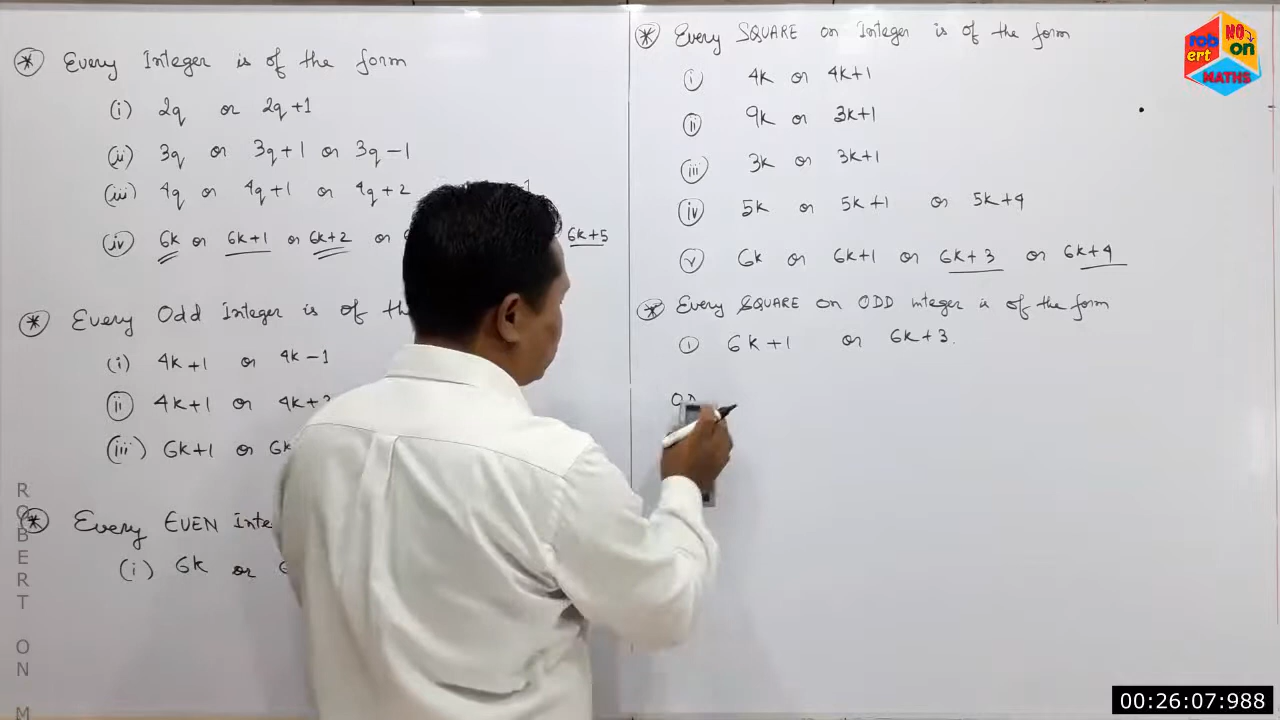 * Every Integer is of the form
(i) 2q or 2q+1
(ii) 3q or 3q+1 or 3q-1
(iii) 4q or 4q+1 or 4q+2
(iv) 6k or 6k+1 or 6k+2 or 6k+5
* Every Odd Integer is of
(i) 4k+1 or 4k-1
(ii) 4k+1 or
(iii) 6k+1 or
* Every EVEN
(i) 6k or
* Every SQUARE on Integer is of the form
(i) 4k or 4k+1
(ii) 9k or 3k+1
(iii) 3k or 3k+1
(iv) 5k or 5k+1 or 5k+4
(v) 6k or 6k+1 or 6k+3 or 6k+4
* Every SQUARE on ODD integer is of the form
(i) 6k+1 or 6k+3.
rob
ert
NO
on
MATHS
ROBERT ON M
00:26:07:988